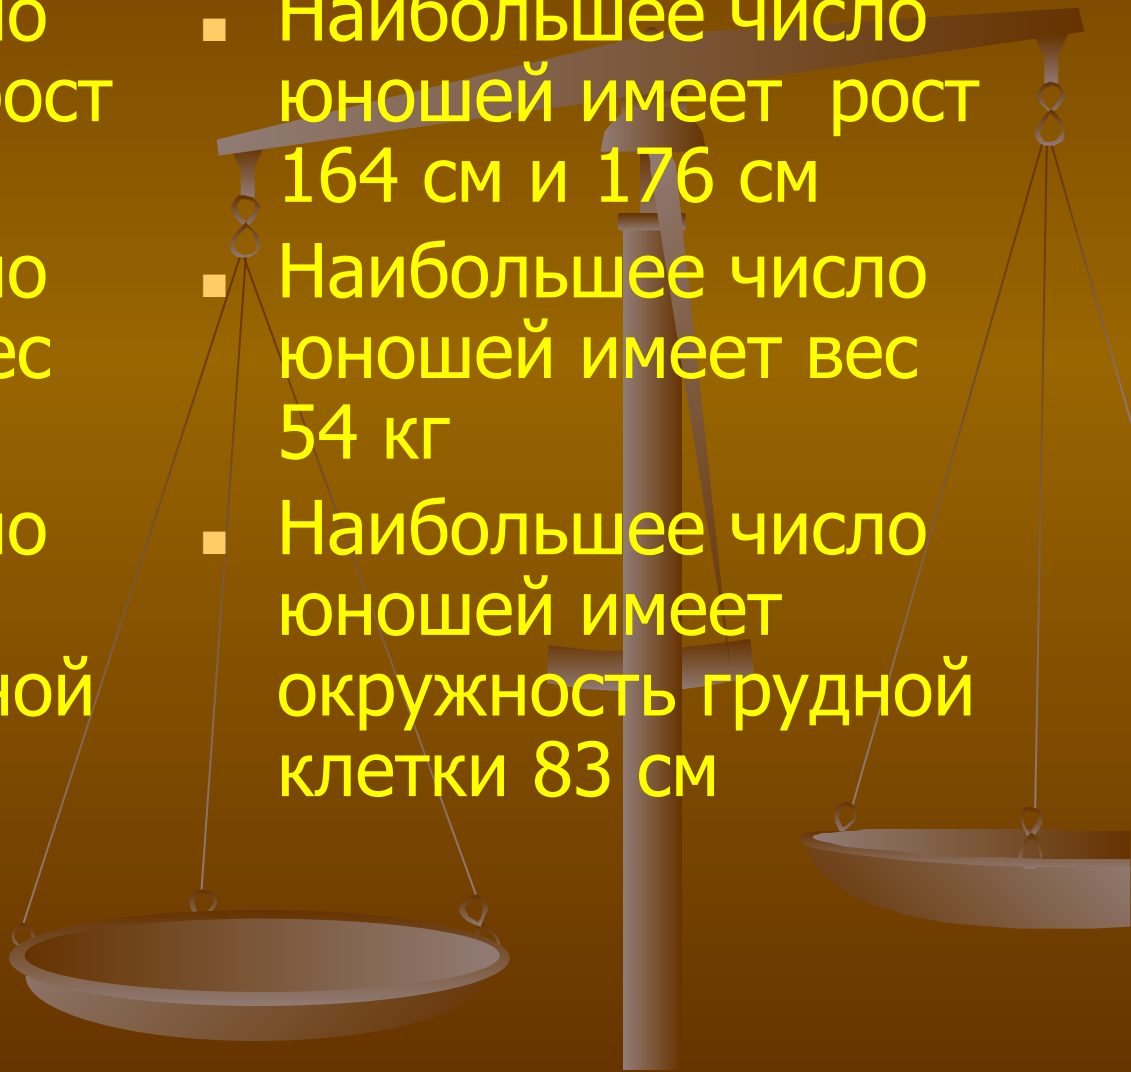 Наибольшее число
юношей имеет рост
164 см и 176 см
Наибольшее число
юношей имеет вес
54 кг
Наибольшее число
юношей имеет
окружность грудной
клетки 83 см